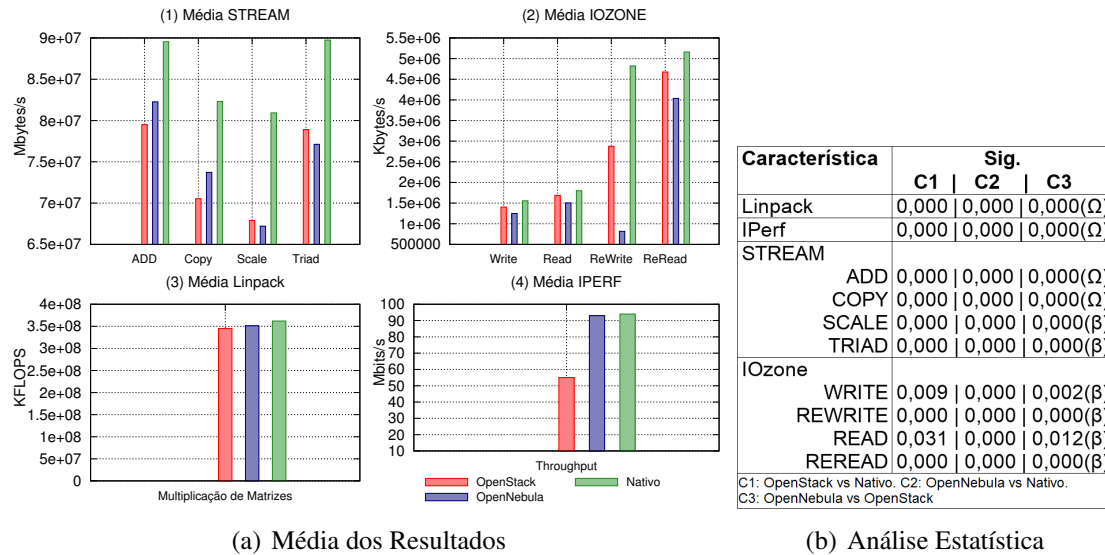 (1) Média STREAM
Mbytes/s
9e+07
8.5e+07
8e+07
7.5e+07
7e+07
6.5e+07
ADD Copy Scale Triad
(2) Média IOZONE
Kbytes/s
5.5e+06
5e+06
4.5e+06
4e+06
3.5e+06
3e+06
2.5e+06
2e+06
1.5e+06
1e+06
500000
Write Read ReWrite ReRead
(3) Média Linpack
KFLOPS
4e+08
3.5e+08
3e+08
2.5e+08
2e+08
1.5e+08
1e+08
5e+07
0
Multiplicação de Matrizes
(4) Média IPERF
Mbits/s
100
90
80
70
60
50
40
30
20
10
Throughput
OpenStack Nativo
OpenNebula
(a) Média dos Resultados
Característica Sig.
C1 | C2 | C3
Linpack 0,000 | 0,000 | 0,000(Ω)
IPerf 0,000 | 0,000 | 0,000(Ω)
STREAM
ADD 0,000 | 0,000 | 0,000(Ω)
COPY 0,000 | 0,000 | 0,000(Ω)
SCALE 0,000 | 0,000 | 0,000(β)
TRIAD 0,000 | 0,000 | 0,000(β)
IOzone
WRITE 0,009 | 0,000 | 0,002(β)
REWRITE 0,000 | 0,000 | 0,000(β)
READ 0,031 | 0,000 | 0,012(β)
REREAD 0,000 | 0,000 | 0,000(β)
C1: OpenStack vs Nativo. C2: OpenNebula vs Nativo.
C3: OpenNebula vs OpenStack
(b) Análise Estatística